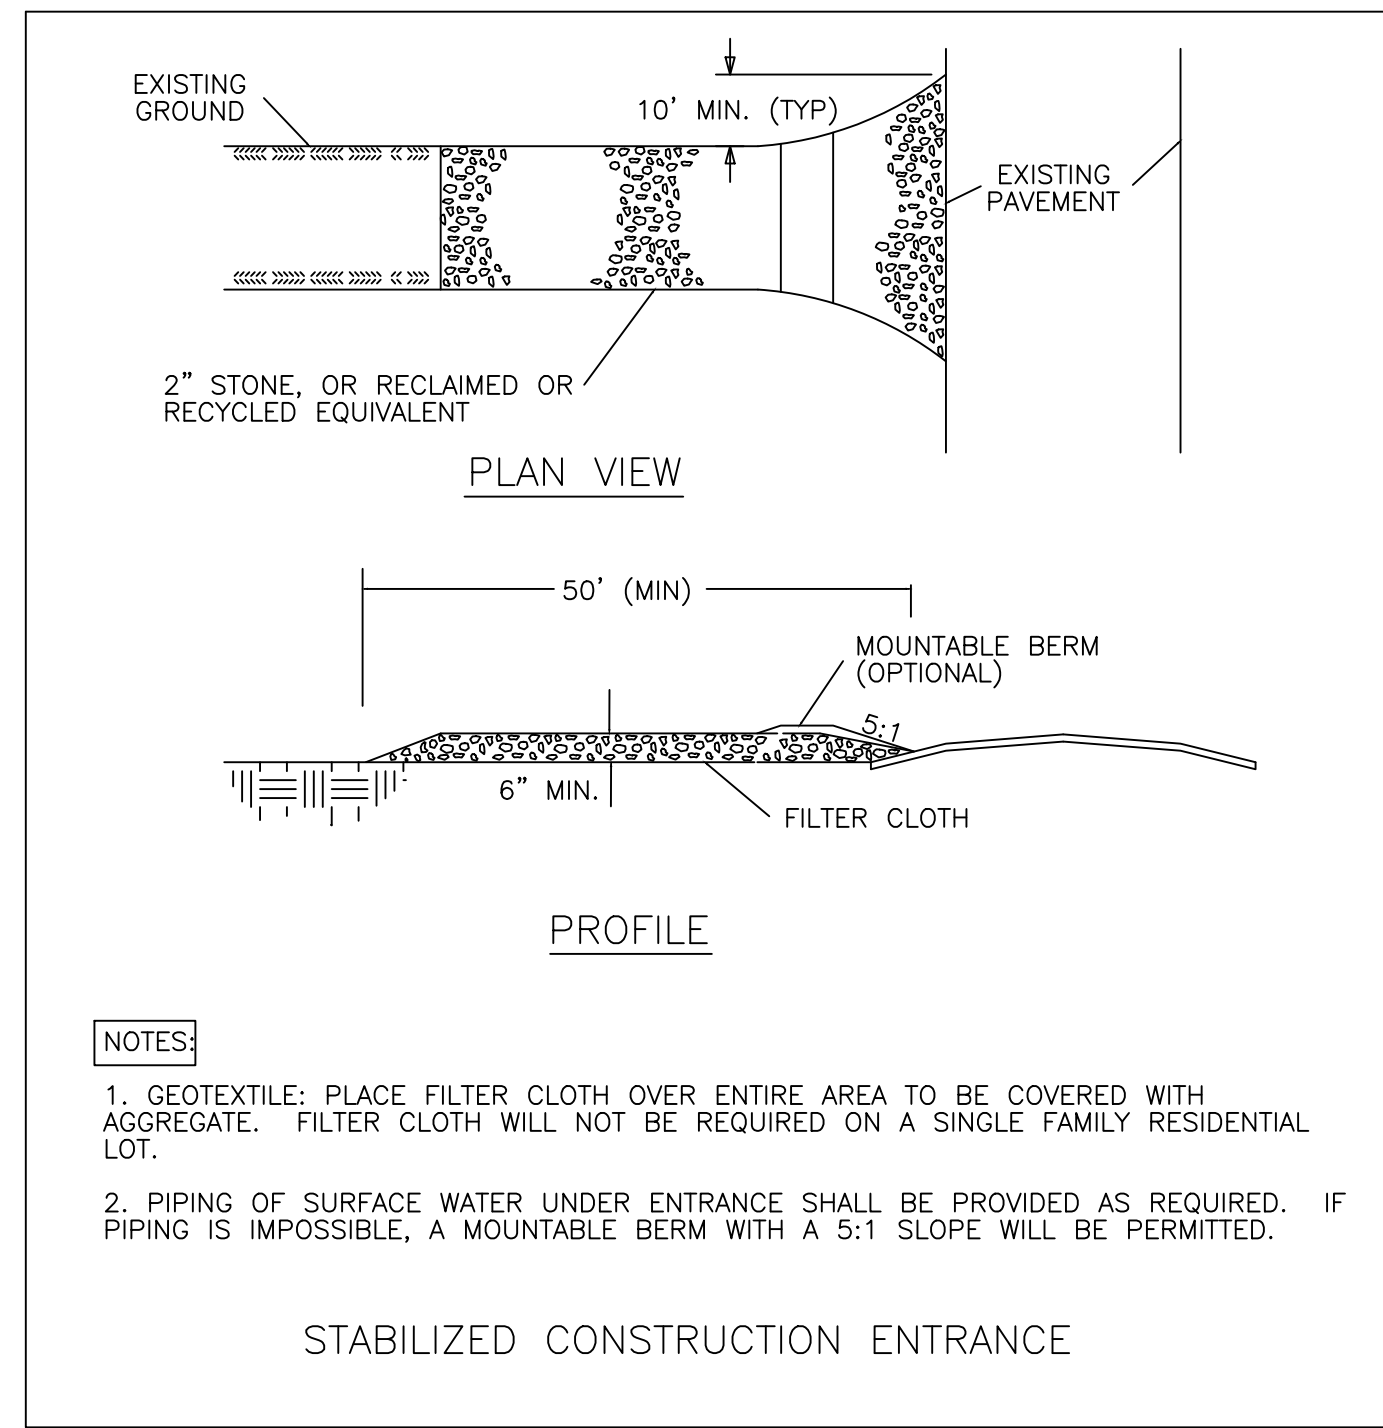 EXISTING
GROUND
10' MIN. (TYP)
EXISTING
PAVEMENT
2" STONE, OR RECLAIMED OR
RECYCLED EQUIVALENT
PLAN VIEW
50' (MIN)
MOUNTABLE BERM
(OPTIONAL)
5:1
6" MIN.
FILTER CLOTH
PROFILE
NOTES:
1. GEOTEXTILE: PLACE FILTER CLOTH OVER ENTIRE AREA TO BE COVERED WITH
AGGREGATE. FILTER CLOTH WILL NOT BE REQUIRED ON A SINGLE FAMILY RESIDENTIAL
LOT.
2. PIPING OF SURFACE WATER UNDER ENTRANCE SHALL BE PROVIDED AS REQUIRED. IF
PIPING IS IMPOSSIBLE, A MOUNTABLE BERM WITH A 5:1 SLOPE WILL BE PERMITTED.
STABILIZED CONSTRUCTION ENTRANCE